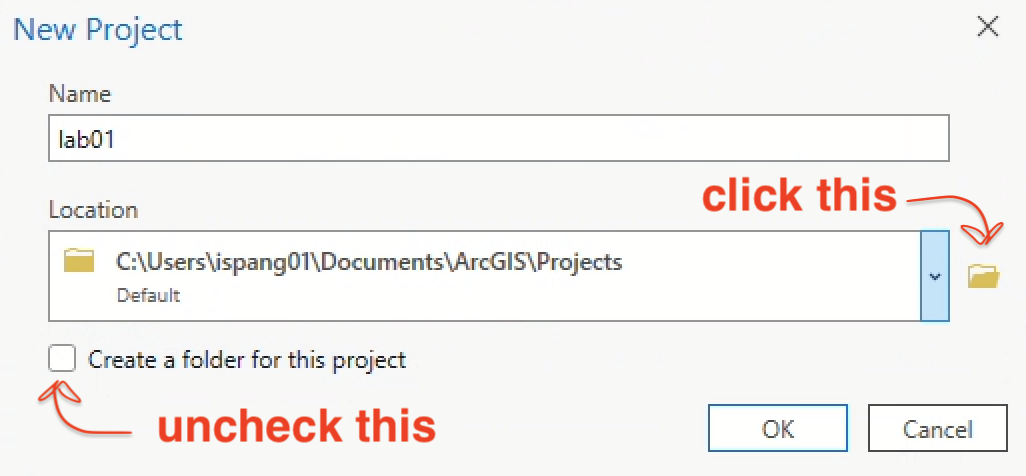 New Project
Name
lab01
click this
Location
C:\Users\ispang01\Documents\ArcGIS\Projects
Default
Create a folder for this project
uncheck this
OK
Cancel